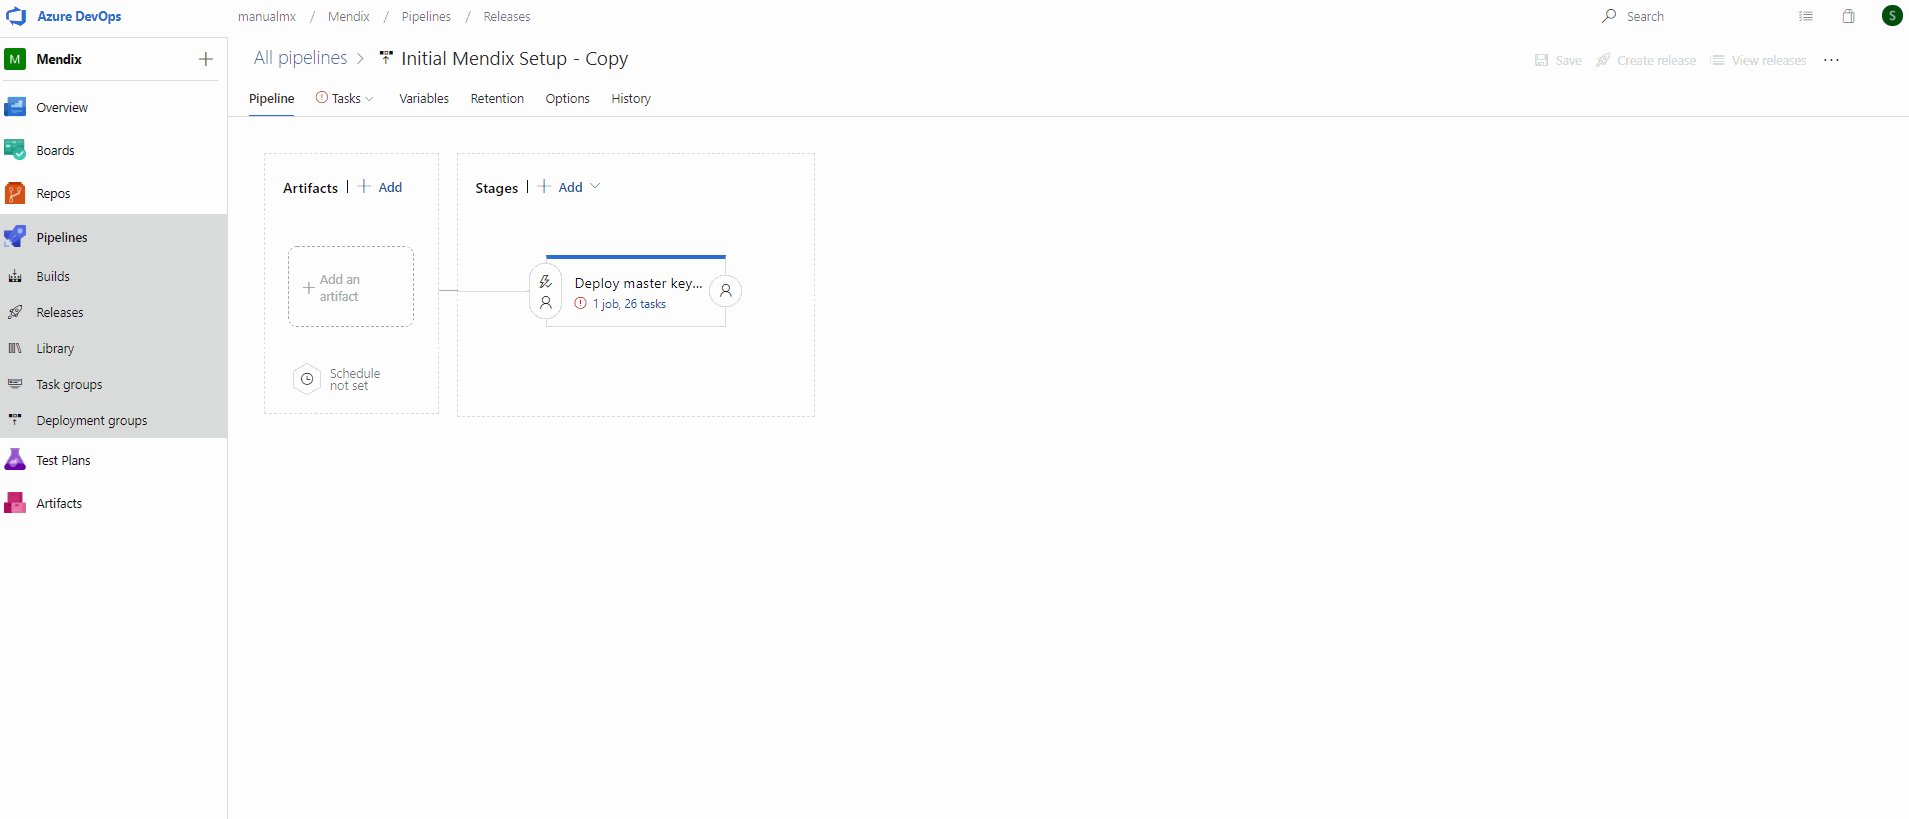 Azure DevOps
manualmx / Mendix / Pipelines / Releases
Search
S
M Mendix
All pipelines > Initial Mendix Setup - Copy
Save Create release View releases ...
Pipeline Tasks Variables Retention Options History
Overview
Boards
Repos
Pipelines
Builds
Releases
Library
Task groups
Deployment groups
Test Plans
Artifacts
Artifacts | + Add
Add an
artifact
Schedule
not set
Stages | + Add
Deploy master key...
1 job, 26 tasks